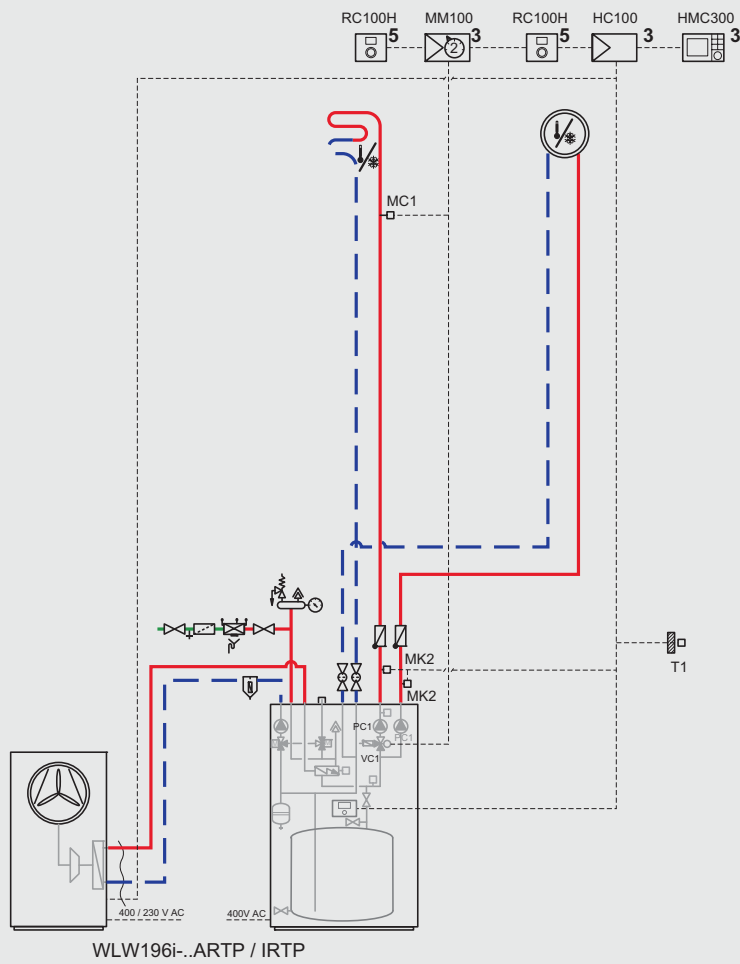 RC100H MM100 RC100H HC100 HMC300
5 3 5 3 3
2
MC1
MK2
T1
MK2
PC1 PC1
M M
VC1
400 / 230 V AC 400V AC
WLW196i-..ARTP / IRTP